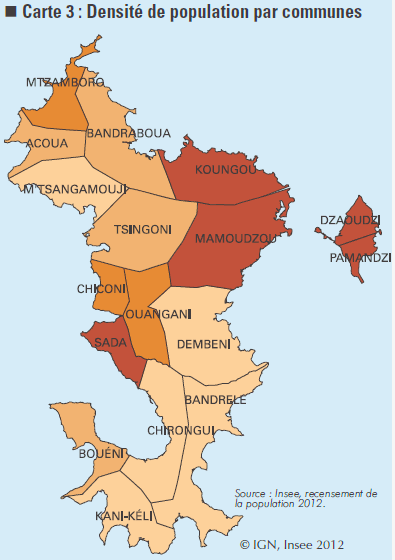 ■ Carte 3 : Densité de population par communes
MTZAMBORO
BANDRABOUA
ACOUA
KOUNGOU
M'TSANGAMOUJI
DZAOUDZI
TSINGONI
MAMOUDZOU
PAMANDZI
CHICONI
OUANGANI
SADA
DEMBENI
BANDRELE
CHIRONGUI
BOUÉNI
Source : Insee, recensement de
la population 2012.
KANI-KÉLI
© IGN, Insee 2012